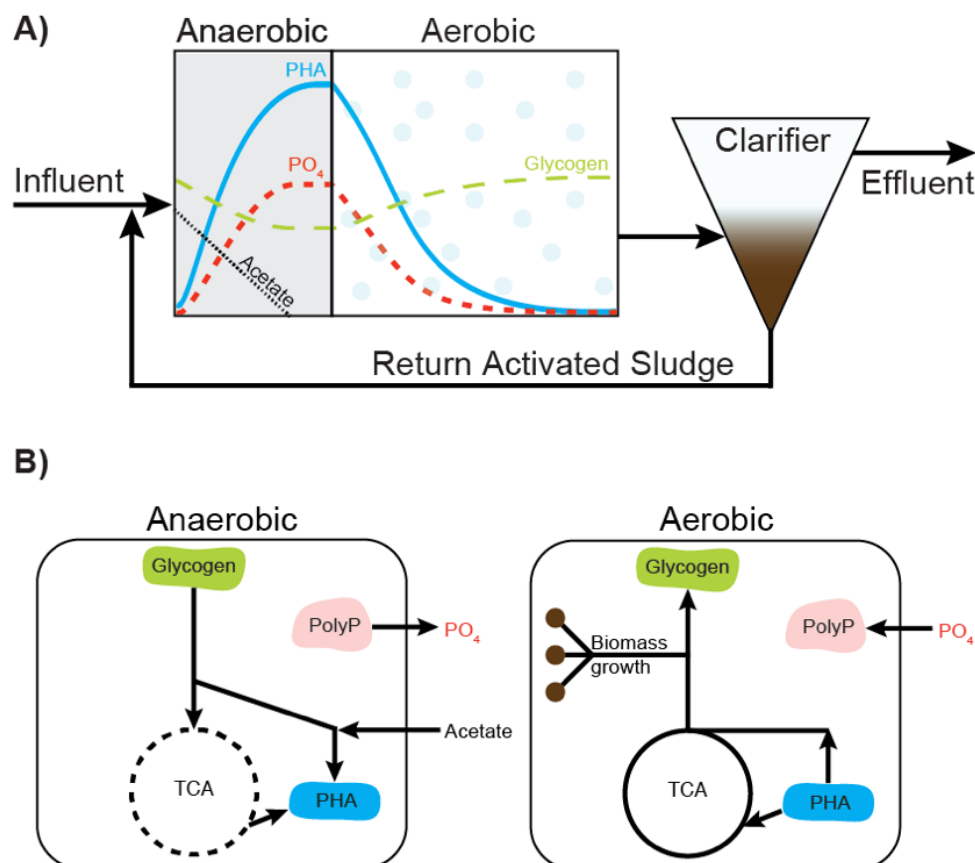 A)
Anaerobic
Aerobic
PHA
PO4
Glycogen
Acetate
Influent
Clarifier
Effluent
Return Activated Sludge
B)
Anaerobic
Glycogen
PolyP
PO4
Acetate
TCA
PHA
Aerobic
Glycogen
PolyP
PO4
Biomass
growth
TCA
PHA